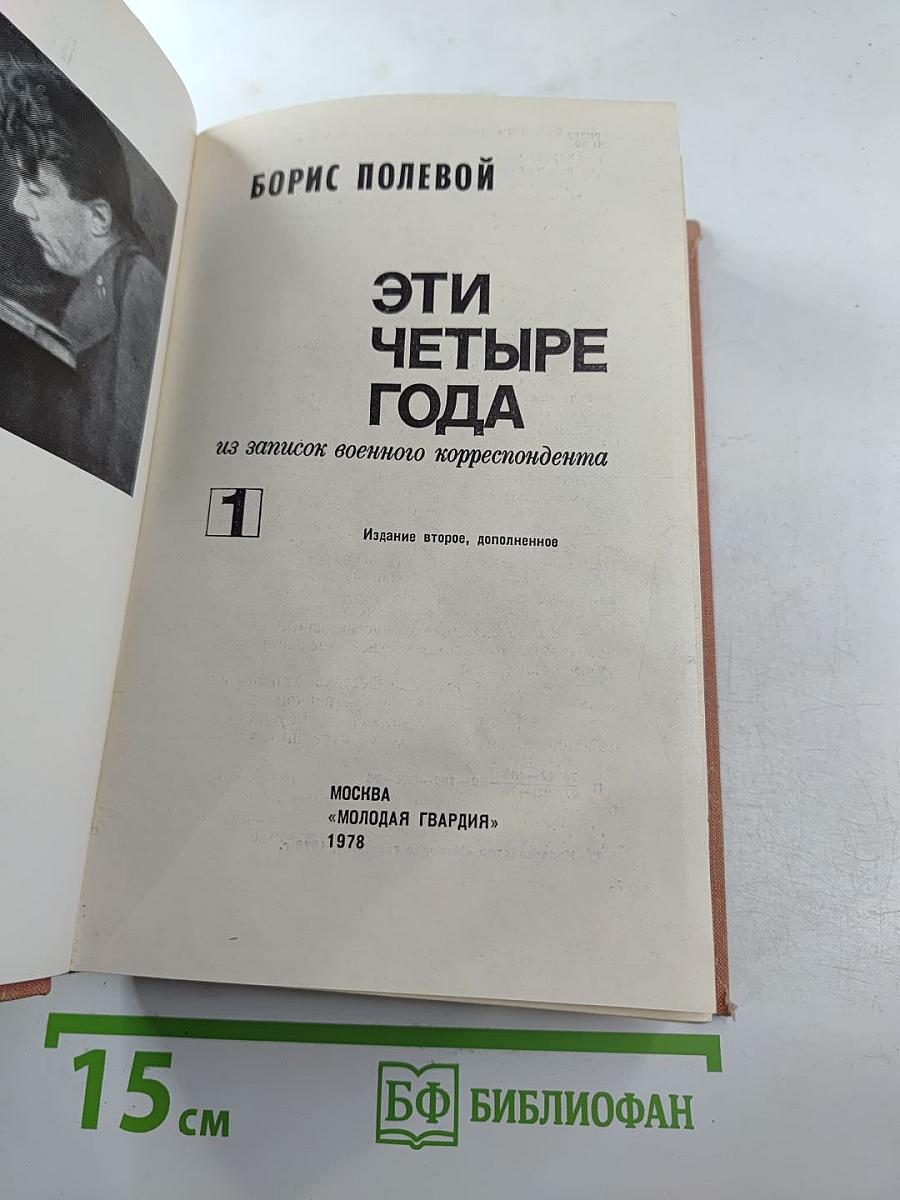 БОРИС ПОЛЕВОЙ
ЭТИ
ЧЕТЫРЕ
ГОДА
из записок военного корреспондента
1
Издание второе, дополненное
МОСКВА
«МОЛОДАЯ ГВАРДИЯ»
1978
15 см
БФ БИБЛИОФАН